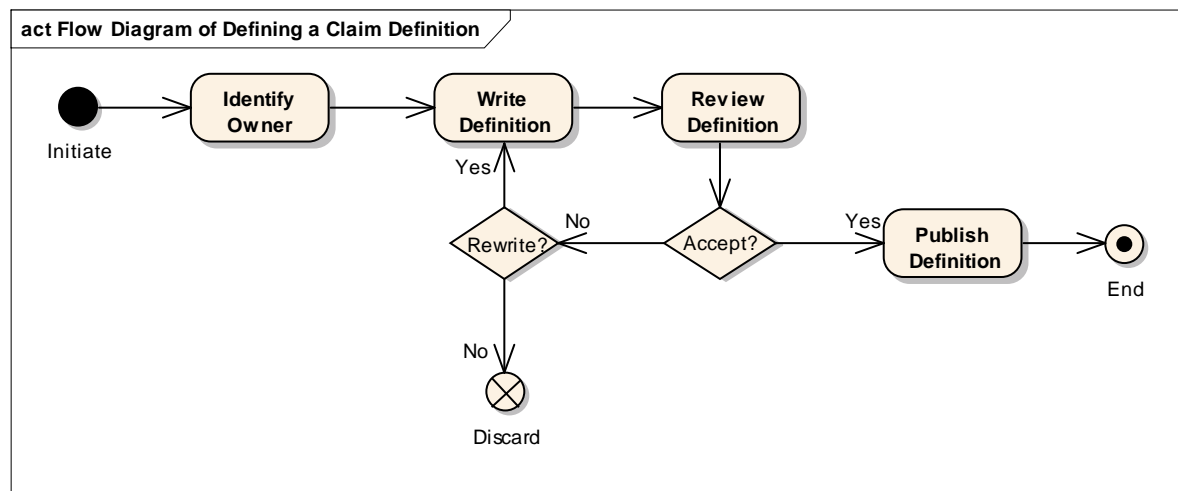 act Flow Diagram of Defining a Claim Definition
Initiate
Identify
Owner
Write
Definition
Review
Definition
Yes
Rewrite?
No
Accept?
Yes
Publish
Definition
End
No
Discard